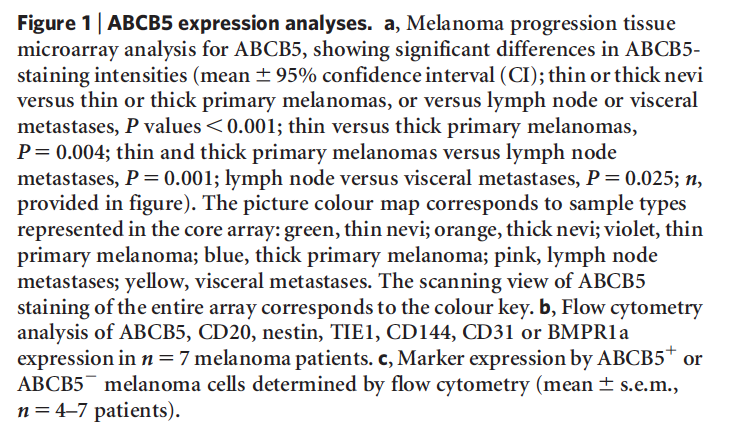 Figure 1 | ABCB5 expression analyses. a, Melanoma progression tissue
microarray analysis for ABCB5, showing significant differences in ABCB5-
staining intensities (mean ± 95% confidence interval (CI); thin or thick nevi
versus thin or thick primary melanomas, or versus lymph node or visceral
metastases, P values < 0.001; thin versus thick primary melanomas,
P = 0.004; thin and thick primary melanomas versus lymph node
metastases, P = 0.001; lymph node versus visceral metastases, P = 0.025; n,
provided in figure). The picture colour map corresponds to sample types
represented in the core array: green, thin nevi; orange, thick nevi; violet, thin
primary melanoma; blue, thick primary melanoma; pink, lymph node
metastases; yellow, visceral metastases. The scanning view of ABCB5
staining of the entire array corresponds to the colour key. b, Flow cytometry
analysis of ABCB5, CD20, nestin, TIE1, CD144, CD31 or BMPR1a
expression in n = 7 melanoma patients. c, Marker expression by ABCB5⁺ or
ABCB5⁻ melanoma cells determined by flow cytometry (mean ± s.e.m.,
n = 4–7 patients).